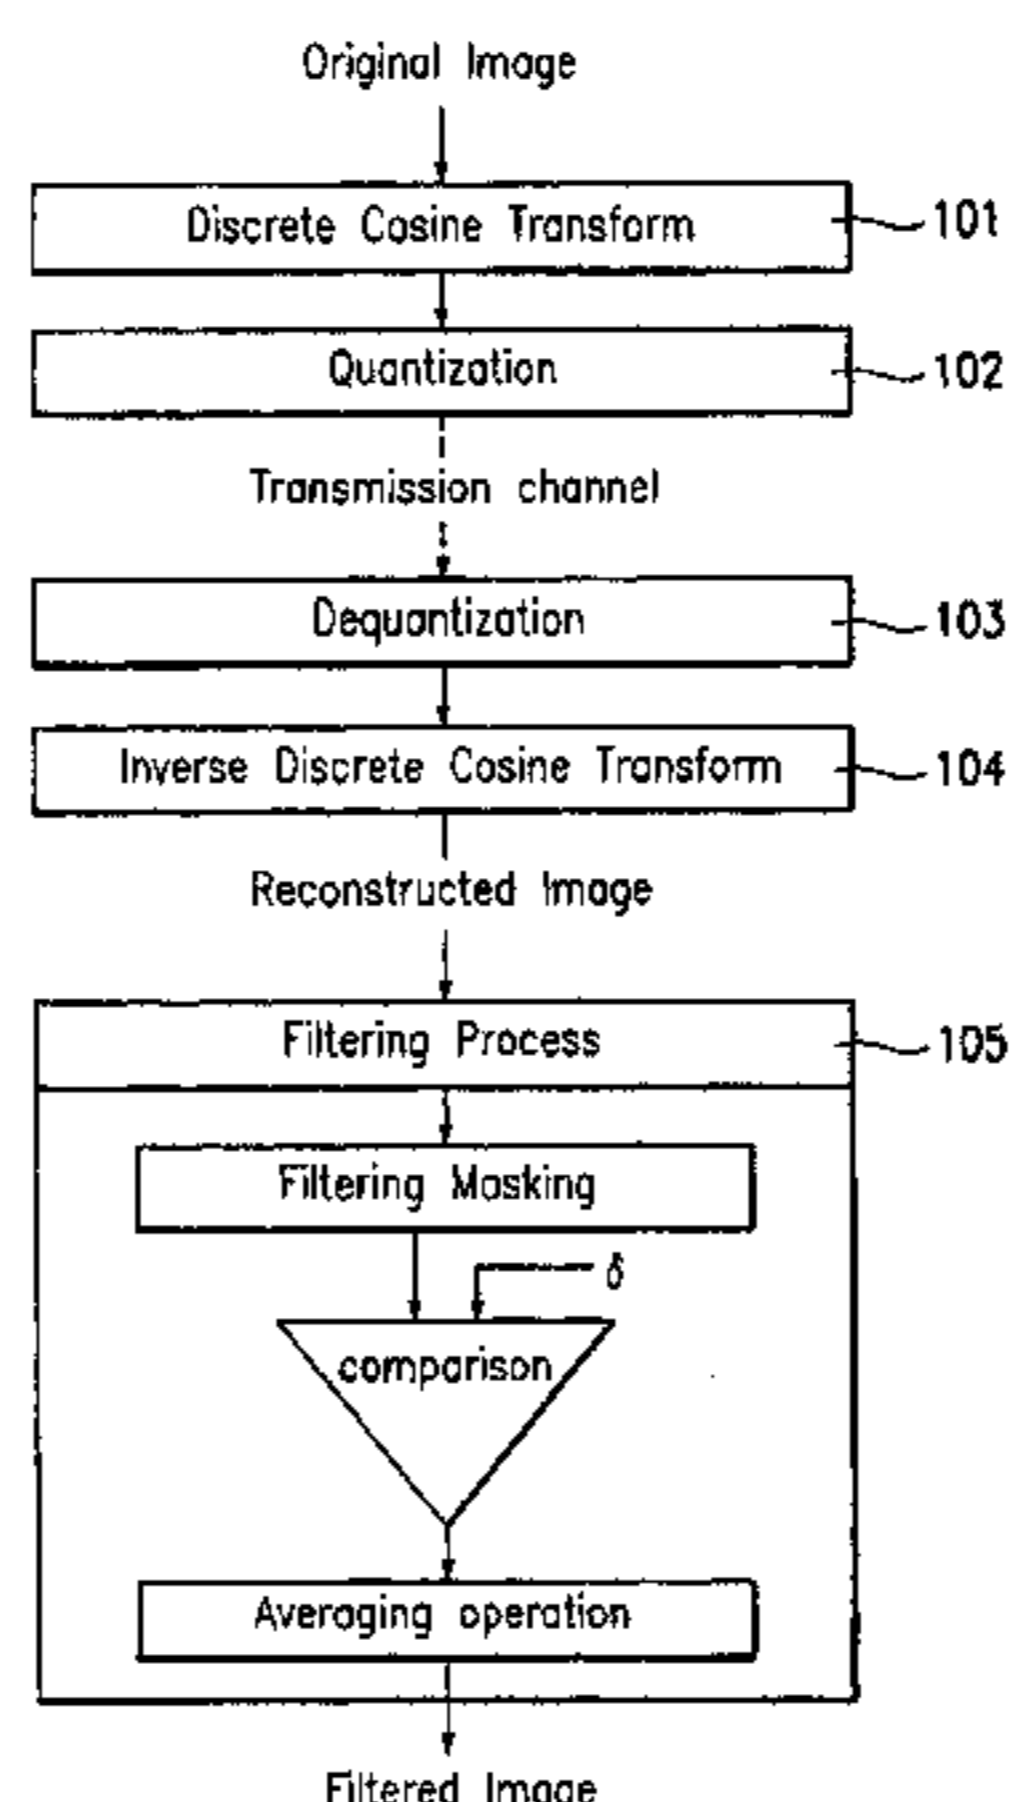 Original Image
Discrete Cosine Transform 101
Quantization 102
Transmission channel
Dequantization 103
Inverse Discrete Cosine Transform 104
Reconstructed Image
Filtering Process 105
Filtering Masking
δ
comparison
Averaging operation
Filtered Image